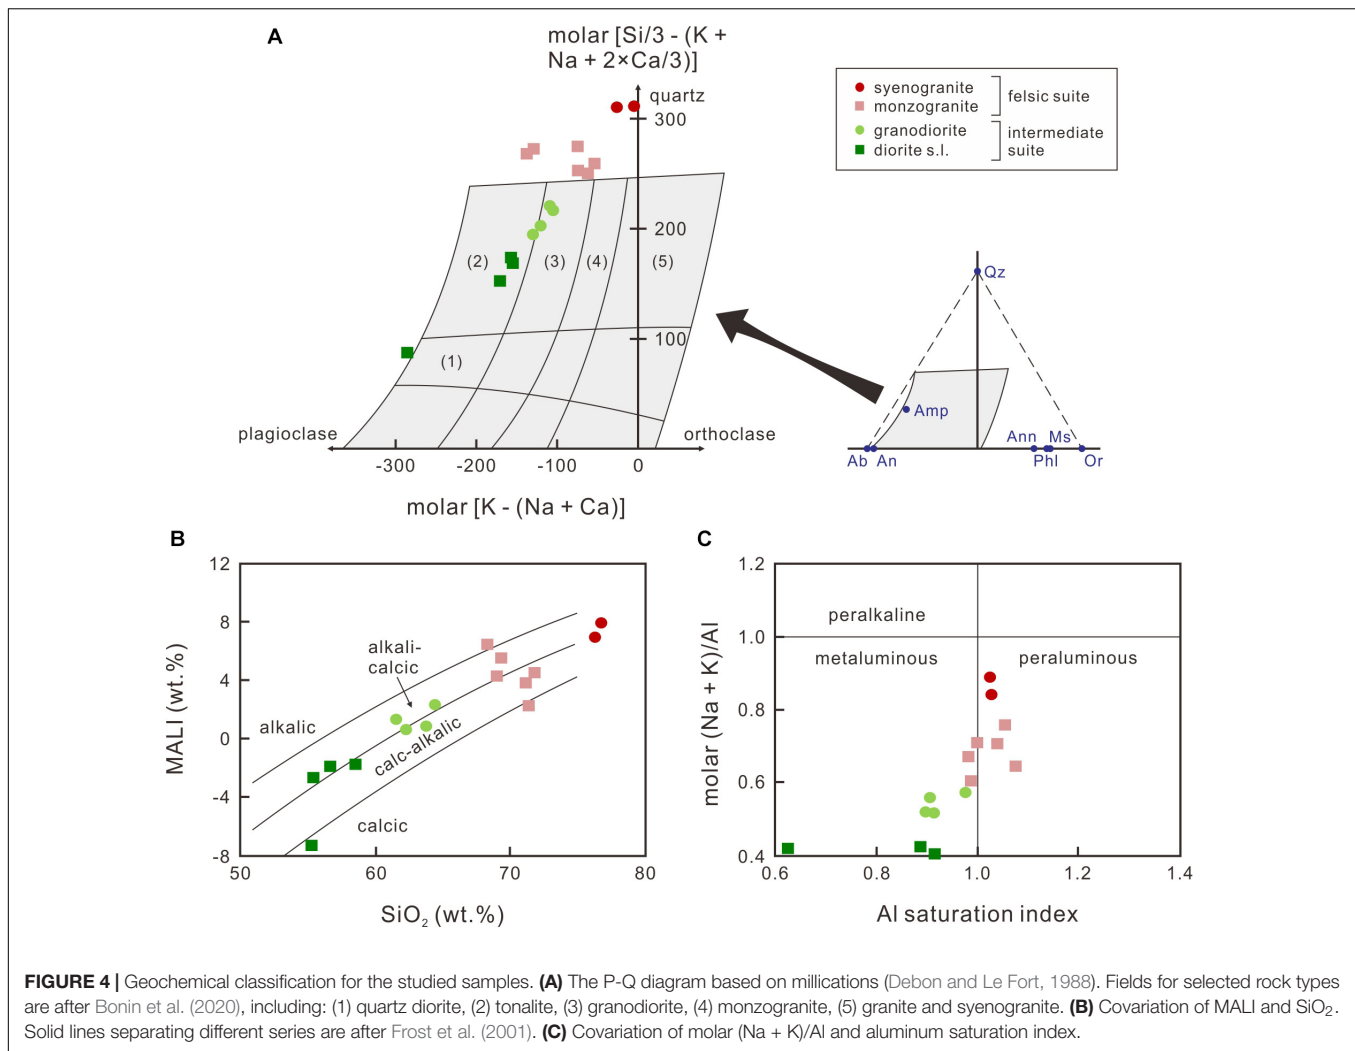 A
molar [Si/3 - (K +
Na + 2×Ca/3)]
quartz
300
200
100
(2)
(3)
(4)
(5)
(1)
plagioclase
orthoclase
-300
-200
-100
0
molar [K - (Na + Ca)]
syenogranite
monzogranite
felsic suite
granodiorite
diorite s.l.
intermediate
suite
Qz
Amp
Ann
Ms
Ab
An
Phl
Or
B
12
8
4
0
-4
-8
MALI (wt.%)
alkali-
calcic
alkalic
calc-alkalic
calcic
50
60
70
80
SiO₂ (wt.%)
C
1.2
1.0
0.8
0.6
0.4
molar (Na + K)/Al
peralkaline
metaluminous
peraluminous
0.6
0.8
1.0
1.2
1.4
Al saturation index
FIGURE 4 | Geochemical classification for the studied samples. (A) The P-Q diagram based on millications (Debon and Le Fort, 1988). Fields for selected rock types
are after Bonin et al. (2020), including: (1) quartz diorite, (2) tonalite, (3) granodiorite, (4) monzogranite, (5) granite and syenogranite. (B) Covariation of MALI and SiO₂.
Solid lines separating different series are after Frost et al. (2001). (C) Covariation of molar (Na + K)/Al and aluminum saturation index.